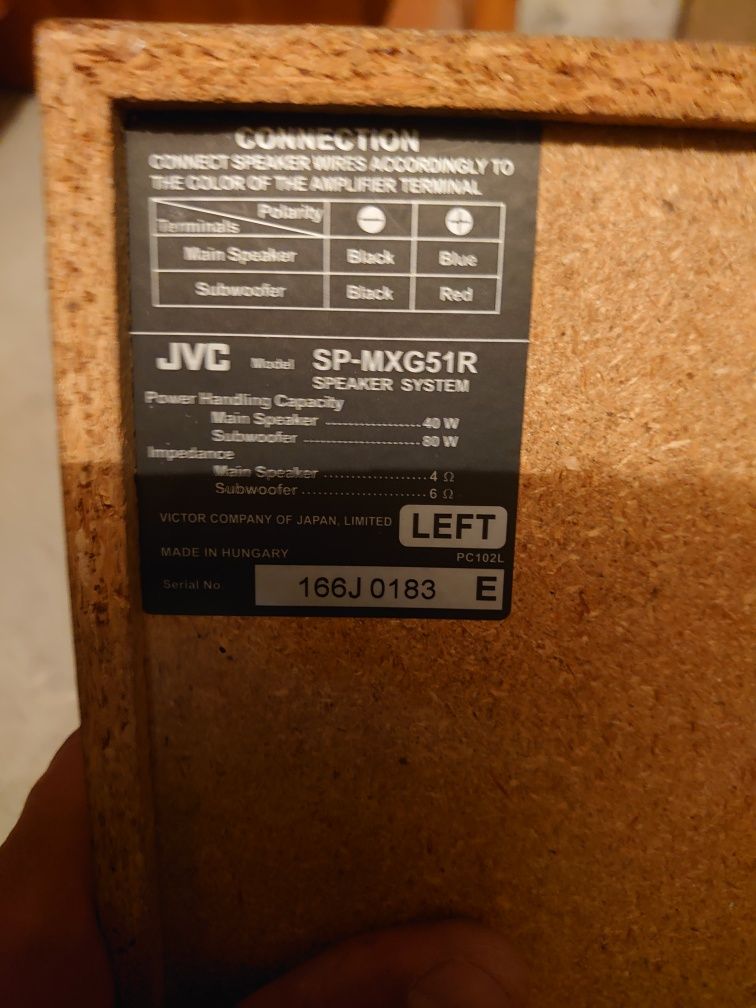 CONNECTION
CONNECT SPEAKER WIRES ACCORDINGLY TO
THE COLOR OF THE AMPLIFIER TERMINAL
Polarity
Terminals
− +
Main Speaker Black Blue
Subwoofer Black Red
JVC Model SP-MXG51R
SPEAKER SYSTEM
Power Handling Capacity
Main Speaker ..................40 W
Subwoofer ......................80 W
Impedance
Main Speaker ....................4 Ω
Subwoofer ........................6 Ω
VICTOR COMPANY OF JAPAN, LIMITED LEFT
MADE IN HUNGARY PC102L
Serial No. 166J 0183 E